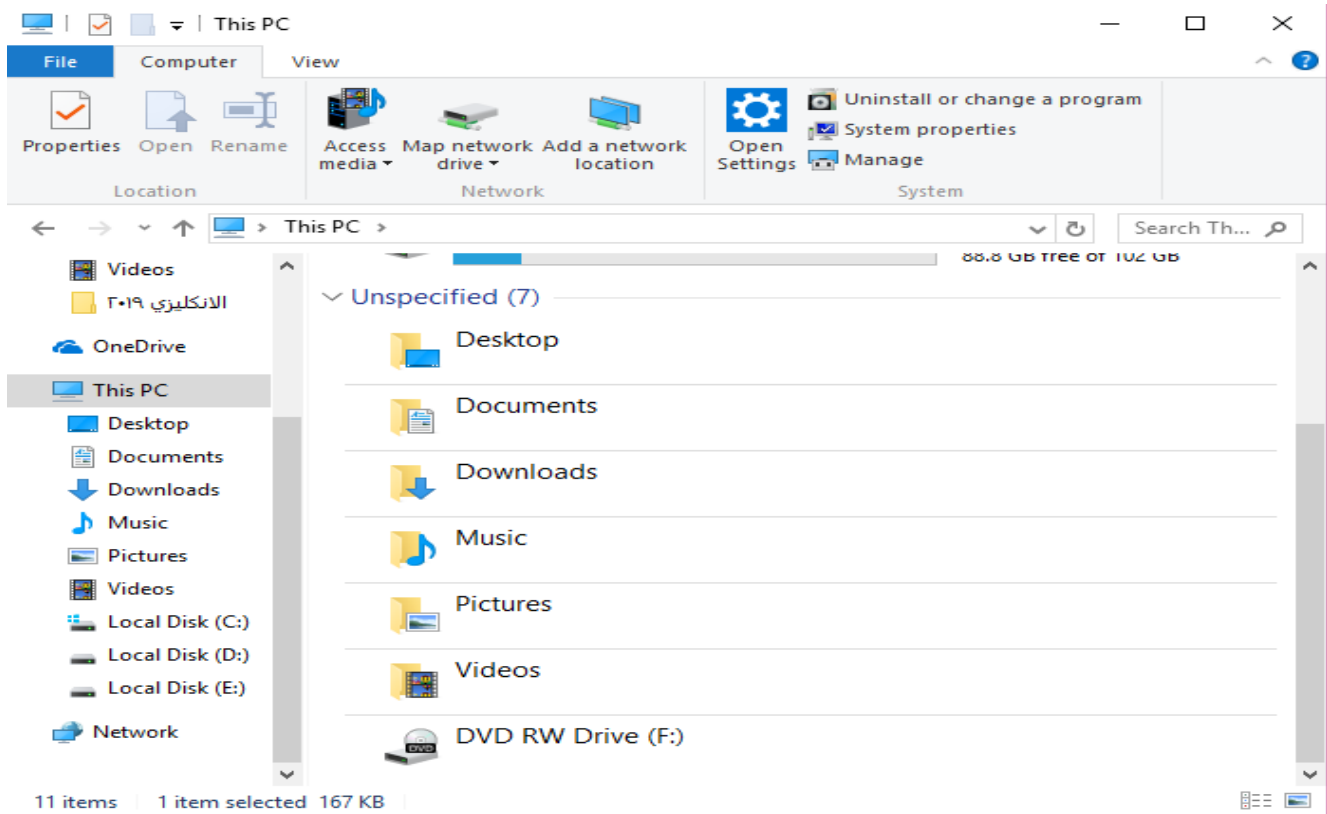 This PC
File Computer View
Properties Open Rename Access media Map network drive Add a network location Open Settings Uninstall or change a program
System properties
Manage
Location Network System
This PC Search Th...
Videos
الانكليزي ٢٠١٩
OneDrive
This PC
Desktop
Documents
Downloads
Music
Pictures
Videos
Local Disk (C:)
Local Disk (D:)
Local Disk (E:)
Network
88.8 GB free of 102 GB
Unspecified (7)
Desktop
Documents
Downloads
Music
Pictures
Videos
DVD RW Drive (F:)
11 items 1 item selected 167 KB